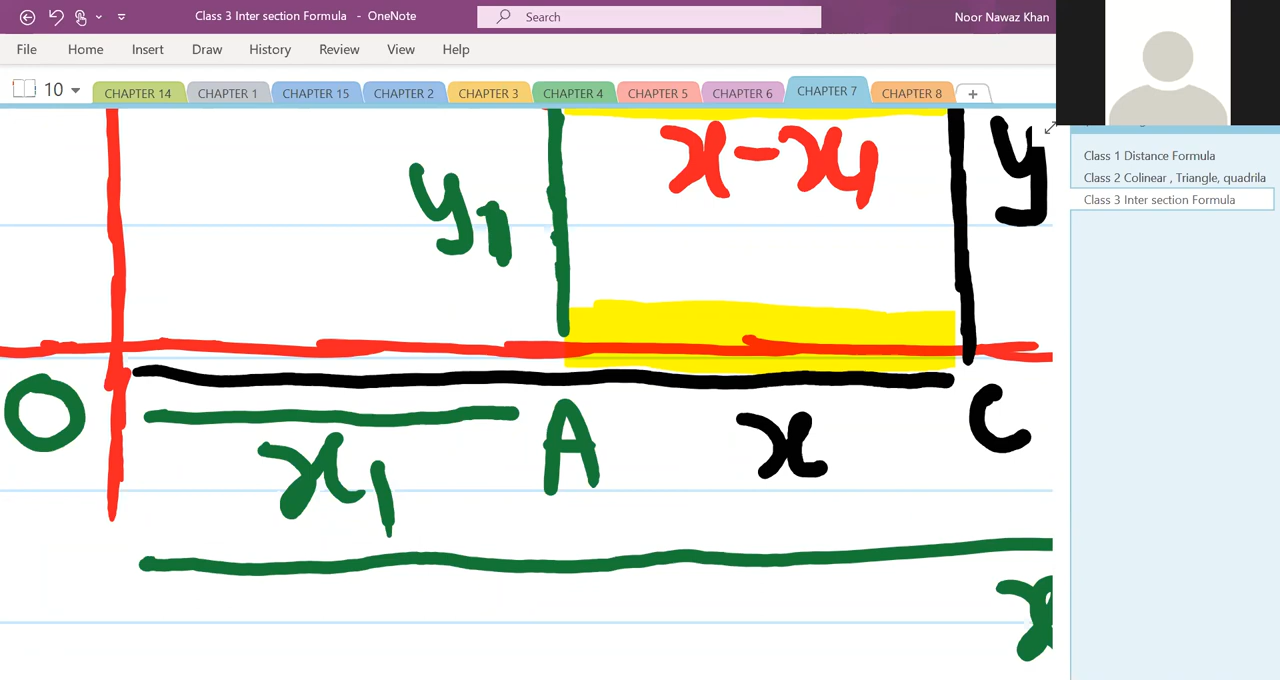 Class 3 Inter section Formula - OneNote
Search
Noor Nawaz Khan
File Home Insert Draw History Review View Help
10
CHAPTER 14 CHAPTER 1 CHAPTER 15 CHAPTER 2 CHAPTER 3 CHAPTER 4 CHAPTER 5 CHAPTER 6 CHAPTER 7 CHAPTER 8 +
Class 1 Distance Formula
Class 2 Colinear , Triangle, quadrila
Class 3 Inter section Formula
x-x1
y1
y
O
A
x
C
x1